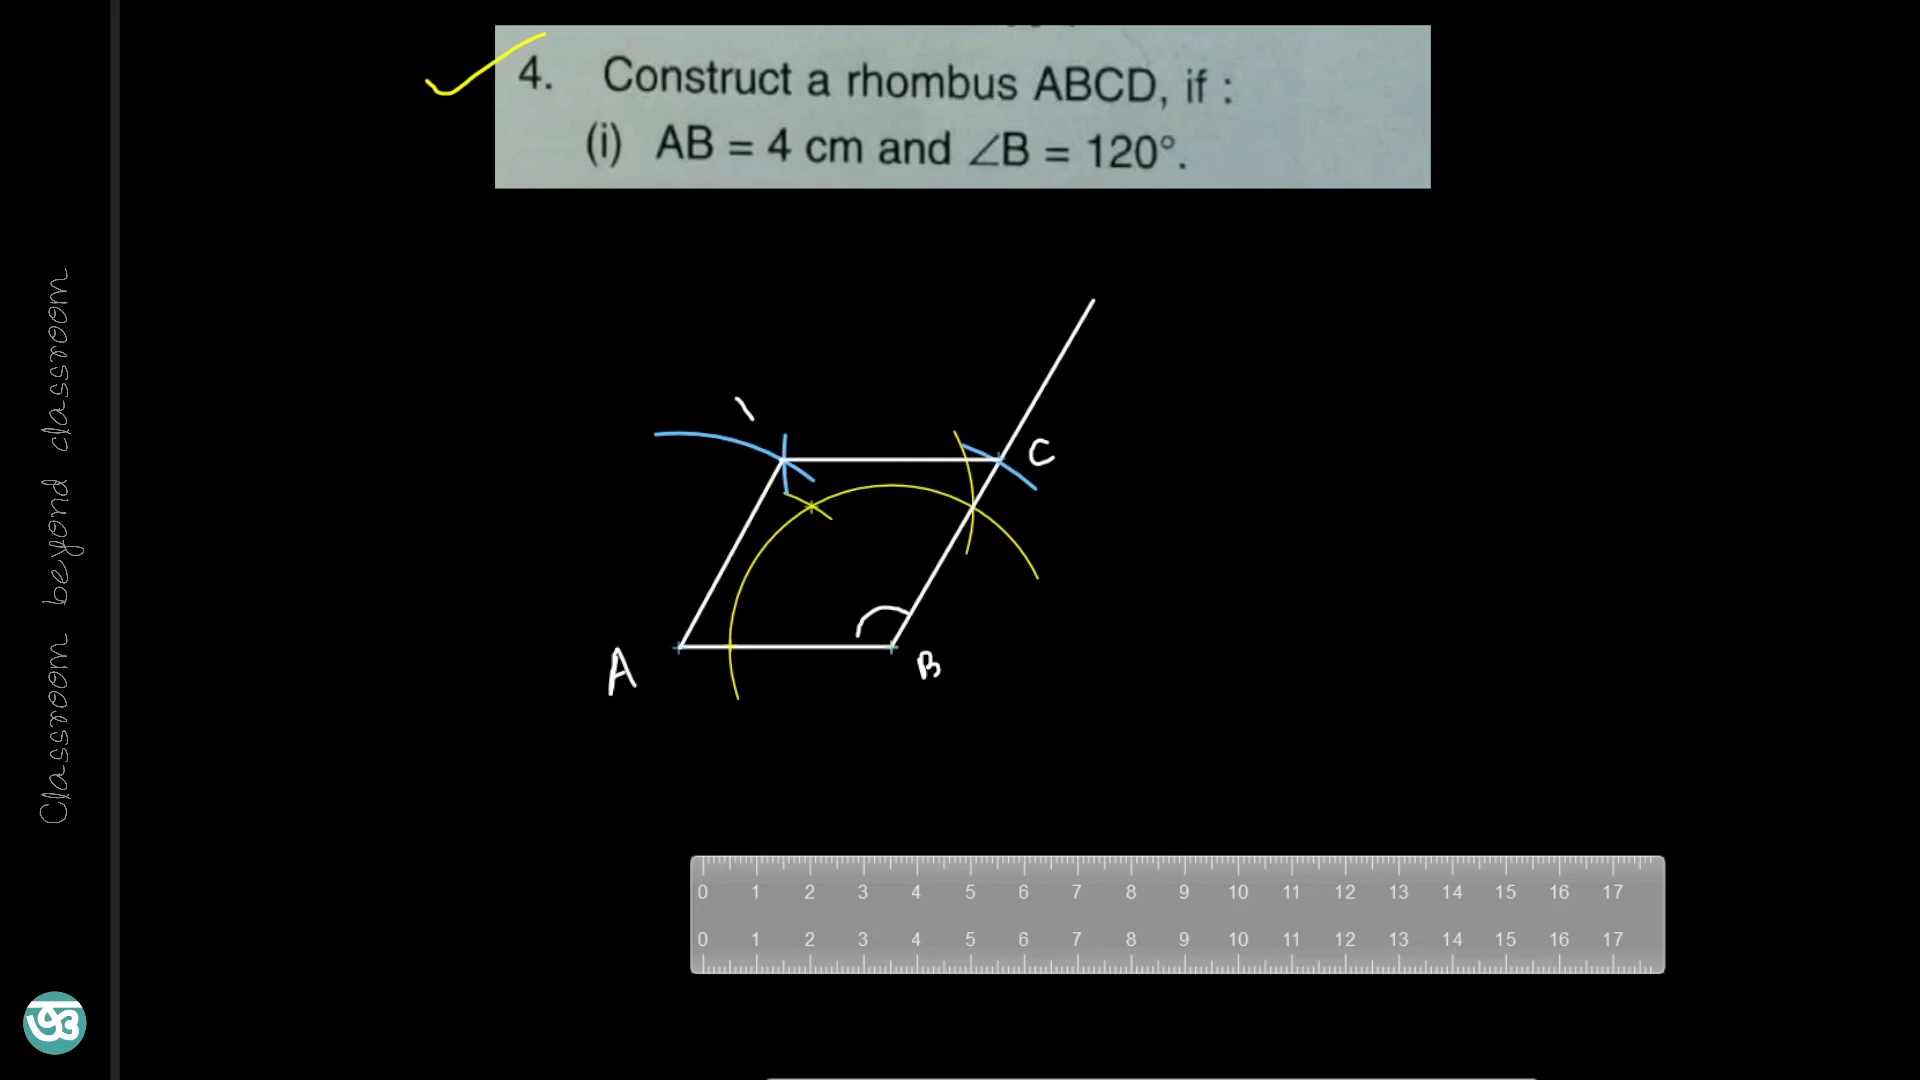 4. Construct a rhombus ABCD, if :
(i) AB = 4 cm and ∠B = 120°.
C
A
B
0 1 2 3 4 5 6 7 8 9 10 11 12 13 14 15 16 17
0 1 2 3 4 5 6 7 8 9 10 11 12 13 14 15 16 17
Classroom beyond classroom